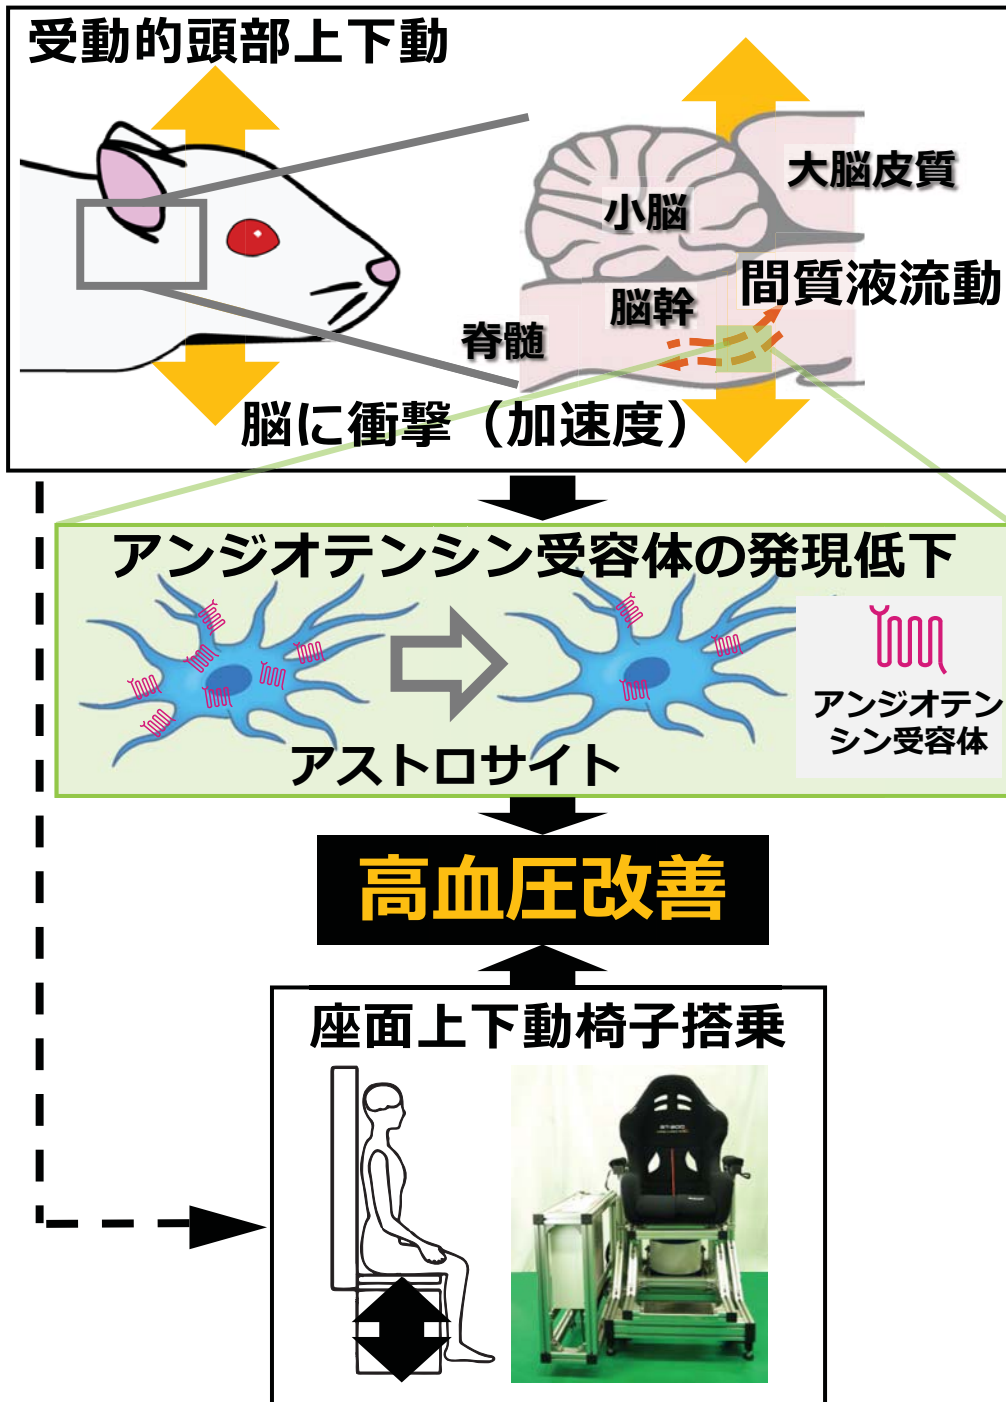 受動的頭部上下動
大脳皮質
小脳
間質液流動
脳幹
脊髄
脳に衝撃（加速度）
アンジオテンシン受容体の発現低下
アンジオテン
シン受容体
アストロサイト
高血圧改善
座面上下動椅子搭乗